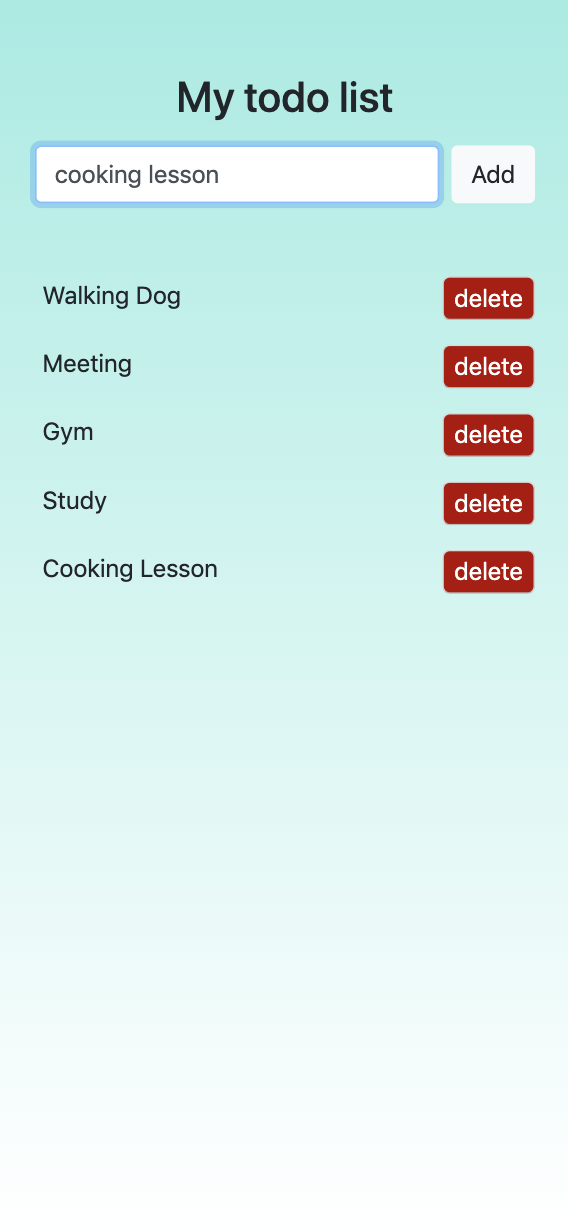 My todo list
cooking lesson Add
Walking Dog delete
Meeting delete
Gym delete
Study delete
Cooking Lesson delete